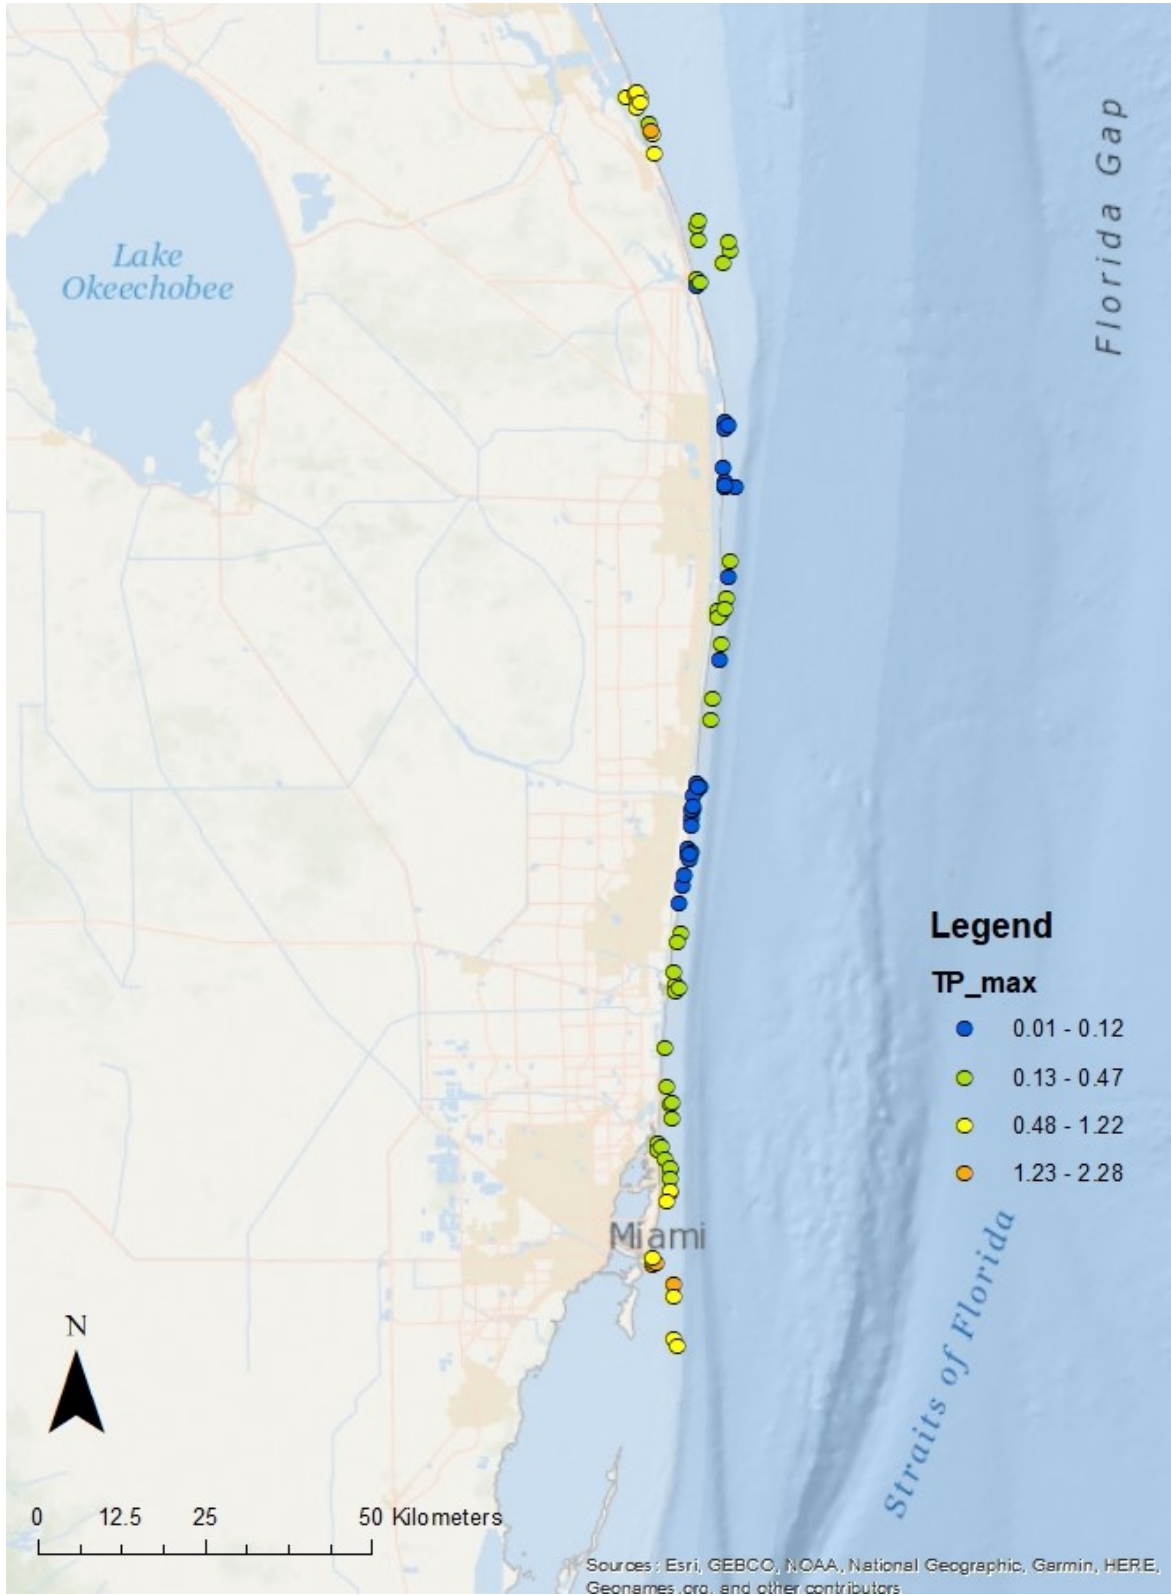 Florida Gap
Lake
Okeechobee
Legend
TP_max
0.01 - 0.12
0.13 - 0.47
0.48 - 1.22
1.23 - 2.28
Miami
Straits of Florida
N
0 12.5 25 50 Kilometers
Sources: Esri, GEBCO, NOAA, National Geographic, Garmin, HERE,
Geonames.org, and other contributors